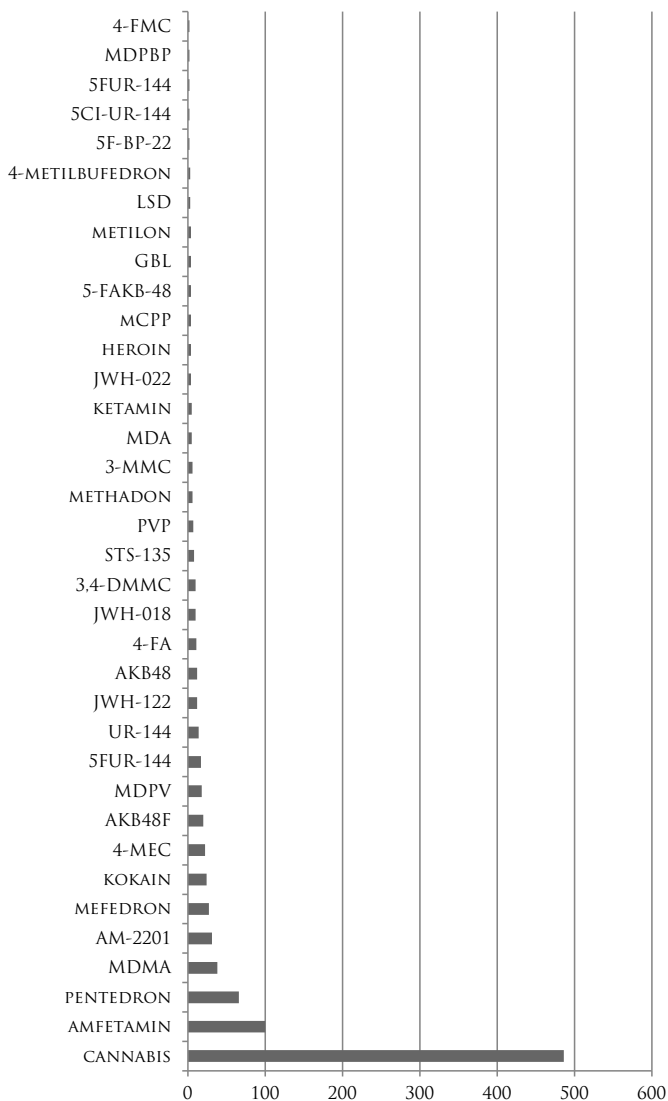 4-FMC
MDPBP
5FUR-144
5CI-UR-144
5F-BP-22
4-METILBUFEDRON
LSD
METILON
GBL
5-FAKB-48
MCPP
HEROIN
JWH-022
KETAMIN
MDA
3-MMC
METHADON
PVP
STS-135
3,4-DMMC
JWH-018
4-FA
AKB48
JWH-122
UR-144
5FUR-144
MDPV
AKB48F
4-MEC
KOKAIN
MEFEDRON
AM-2201
MDMA
PENTEDRON
AMFETAMIN
CANNABIS
0 100 200 300 400 500 600